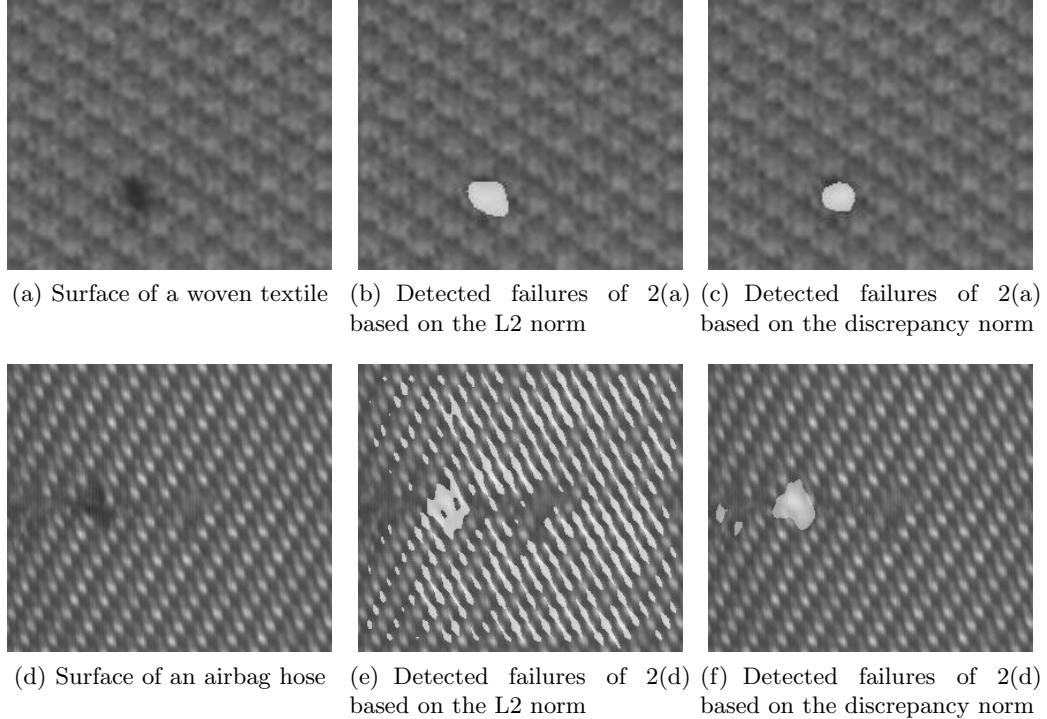 (a) Surface of a woven textile
(b) Detected failures of 2(a)
based on the L2 norm
(c) Detected failures of 2(a)
based on the discrepancy norm
(d) Surface of an airbag hose
(e) Detected failures of 2(d)
based on the L2 norm
(f) Detected failures of 2(d)
based on the discrepancy norm